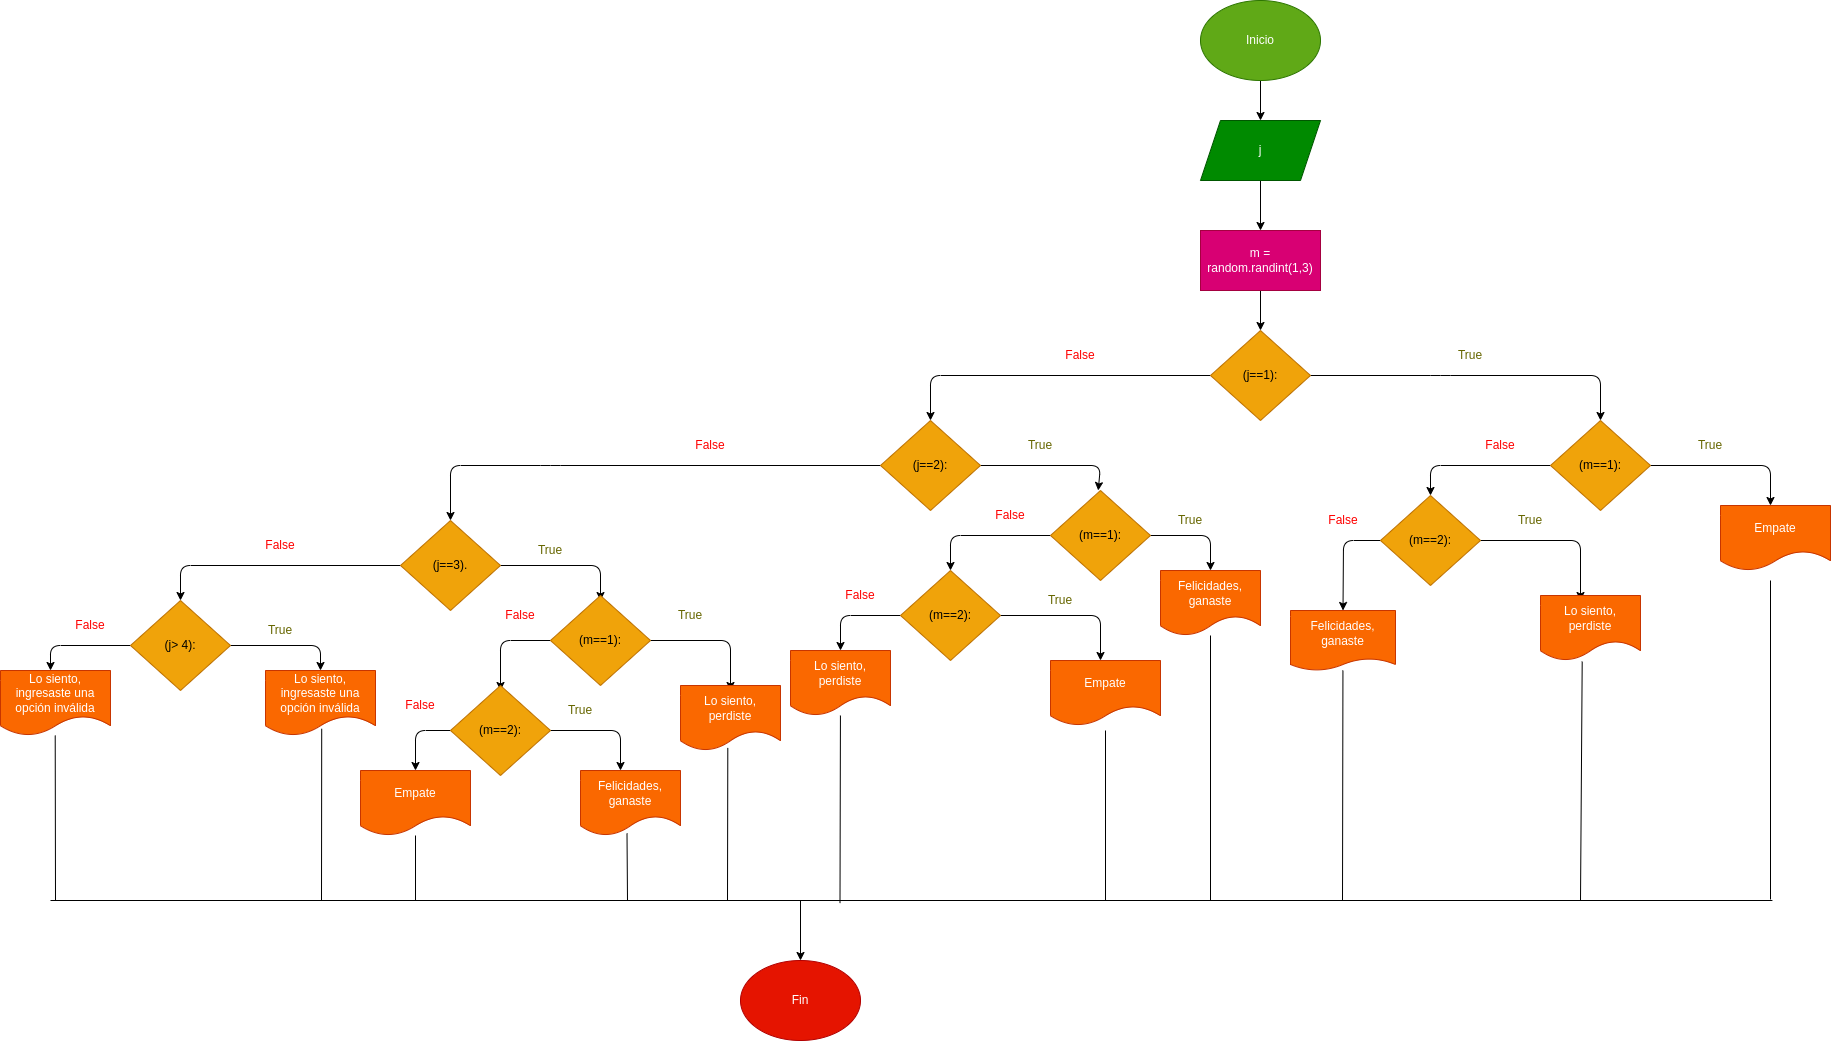 Inicio
j
m =
random.randint(1,3)
(j==1):
False
True
(j==2):
False
True
(m==1):
False
True
Empate
(m==2):
False
True
Felicidades,
ganaste
Lo siento,
perdiste
(m==1):
False
True
Felicidades,
ganaste
(m==2):
False
True
Lo siento,
perdiste
Empate
(j==3).
False
True
(m==1):
False
True
Lo siento,
perdiste
(m==2):
False
True
Empate
Felicidades,
ganaste
(j> 4):
False
True
Lo siento,
ingresaste una
opción inválida
Lo siento,
ingresaste una
opción inválida
Fin